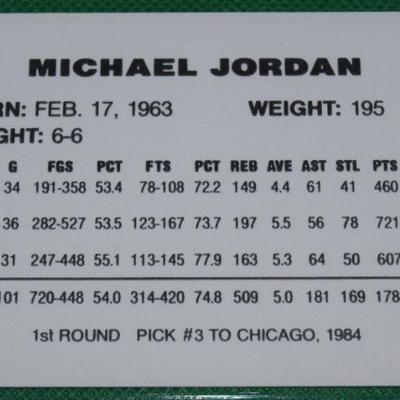 MICHAEL JORDAN
RN: FEB. 17, 1963 WEIGHT: 195
IGHT: 6-6
G FGS PCT FTS PCT REB AVE AST STL PTS
34 191-358 53.4 78-108 72.2 149 4.4 61 41 460
36 282-527 53.5 123-167 73.7 197 5.5 56 78 721
31 247-448 55.1 113-145 77.9 163 5.3 64 50 607
101 720-448 54.0 314-420 74.8 509 5.0 181 169 178
1st ROUND PICK #3 TO CHICAGO, 1984